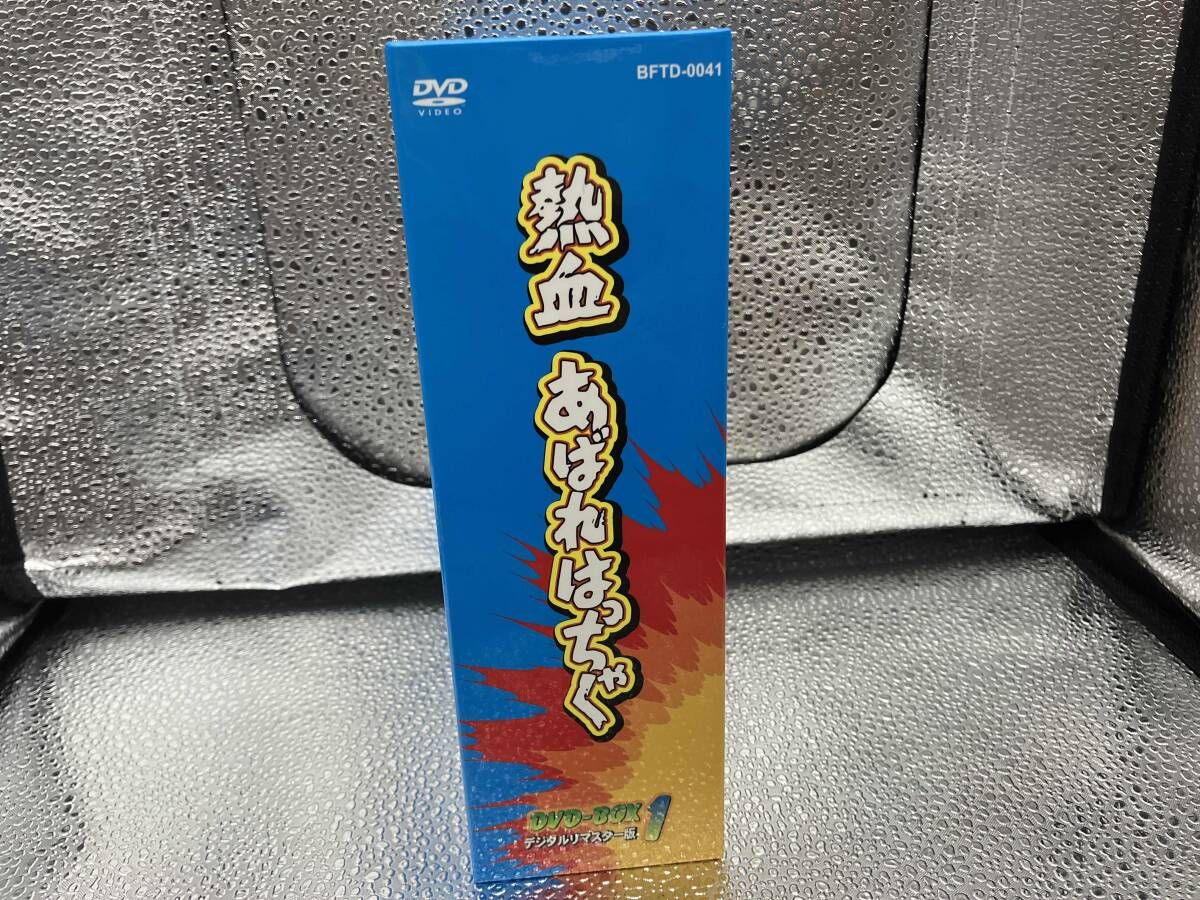 DVD
VIDEO
BFTD-0041
熱血 あばれはっちゃく
DVD-BOX 1
デジタルリマスター版